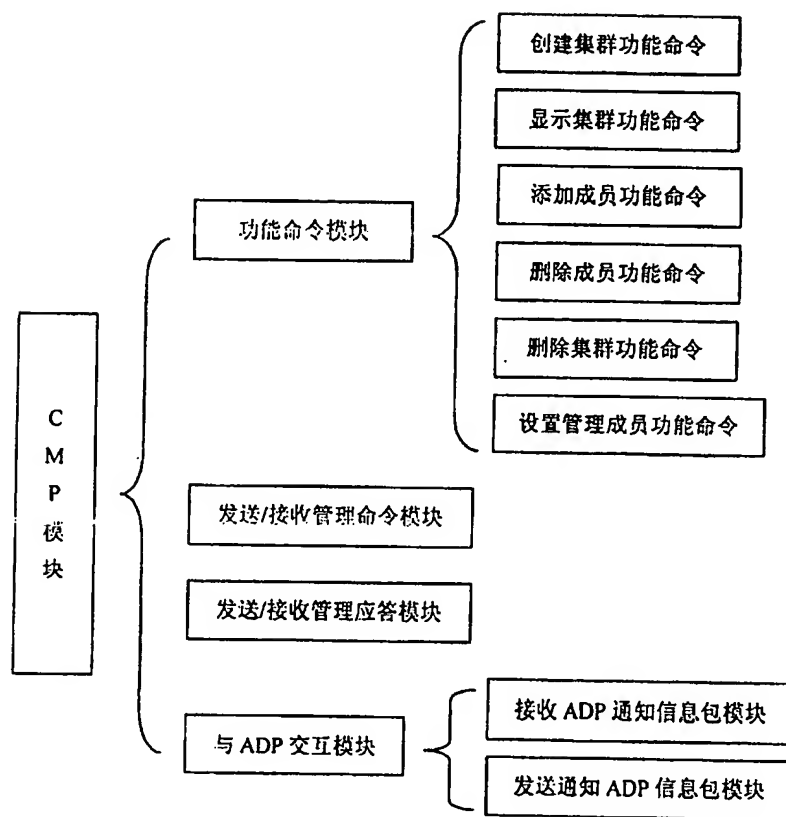 创建集群功能命令
显示集群功能命令
添加成员功能命令
功能命令模块
删除成员功能命令
删除集群功能命令
设置管理成员功能命令
CMP模块
发送/接收管理命令模块
发送/接收管理应答模块
接收 ADP 通知信息包模块
与 ADP 交互模块
发送通知 ADP 信息包模块